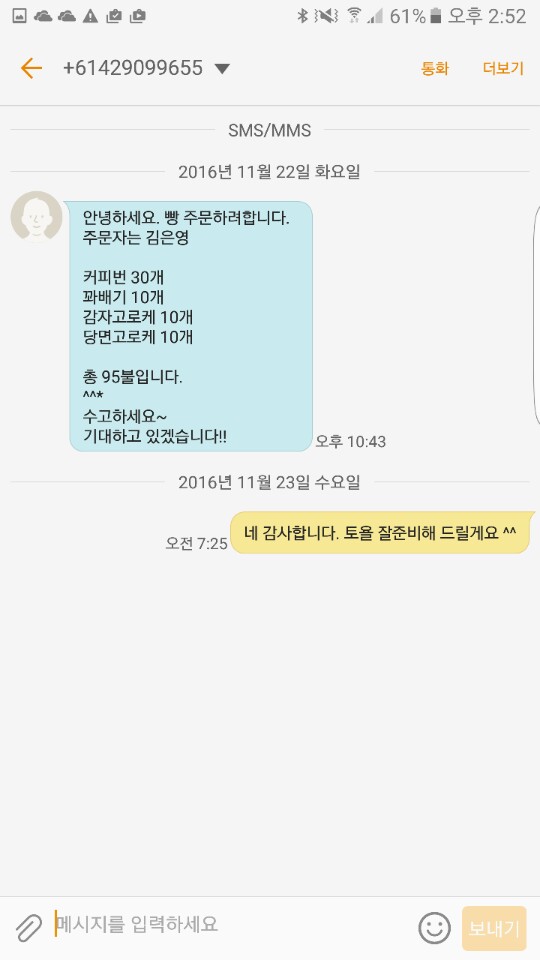 61% 오후 2:52
+61429099655 통화 더보기
SMS/MMS
2016년 11월 22일 화요일
안녕하세요. 빵 주문하려합니다.
주문자는 김은영
커피번 30개
꽈배기 10개
감자고로케 10개
당면고로케 10개
총 95불입니다.
^^*
수고하세요~
기대하고 있겠습니다!!
오후 10:43
2016년 11월 23일 수요일
네 감사합니다. 토욜 잘준비해 드릴게요 ^^
오전 7:25
메시지를 입력하세요
보내기